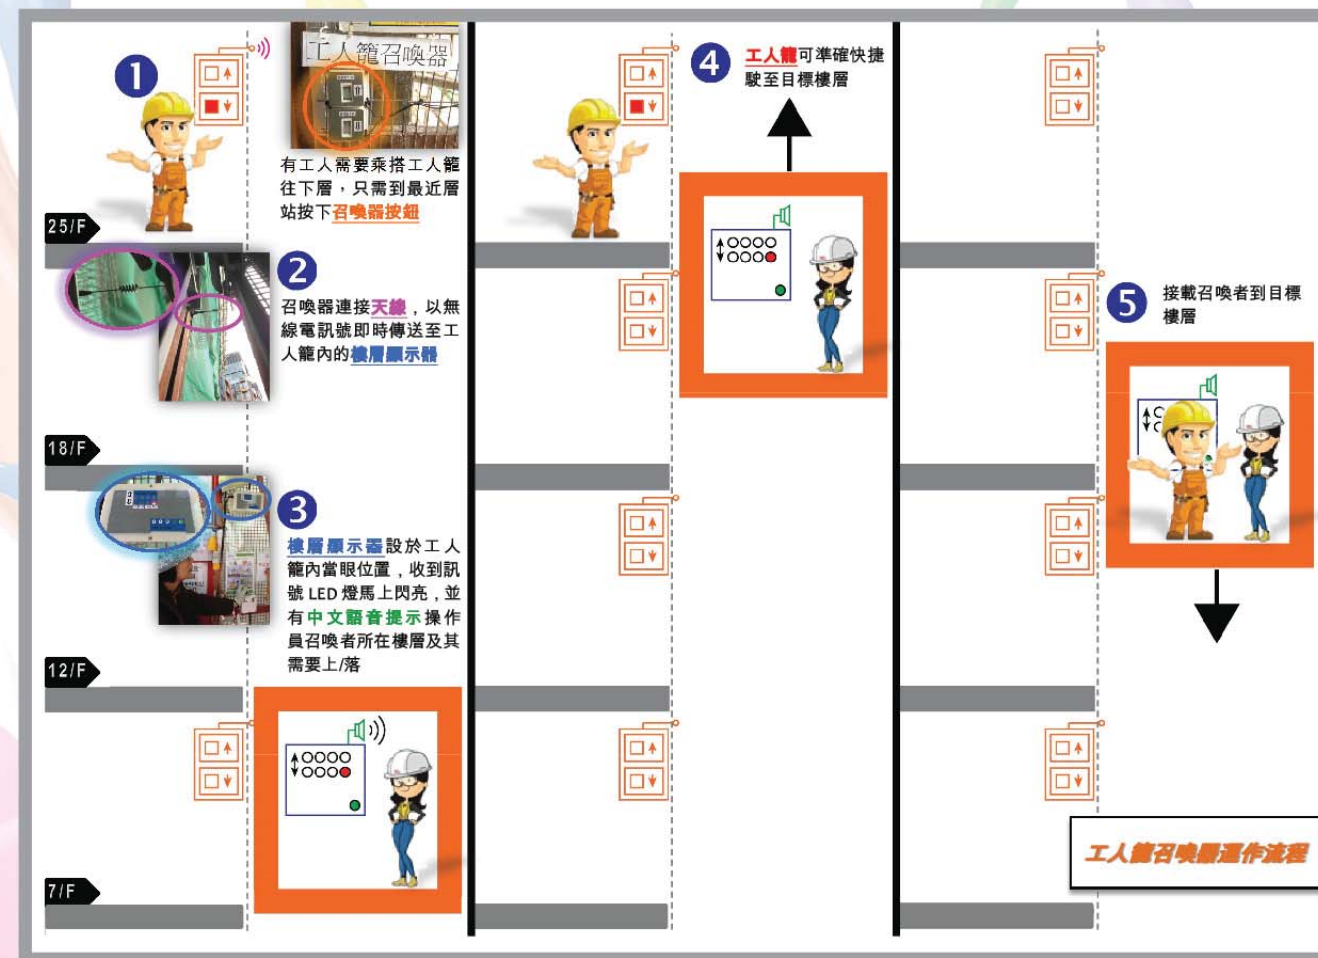 1
工人籠召喚器
有工人需要乘搭工人籠
往下層，只需到最近層
站按下召喚器按鈕
25/F
2
召喚器連接天線，以無
線電訊號即時傳送至工
人籠內的樓層顯示器
18/F
3
樓層顯示器設於工人
籠內當眼位置，收到訊
號 LED 燈馬上閃亮，並
有中文語音提示操作
員召喚者所在樓層及其
需要上/落
12/F
7/F
4
工人籠可準確快捷
駛至目標樓層
5
接載召喚者到目標
樓層
工人籠召喚器運作流程